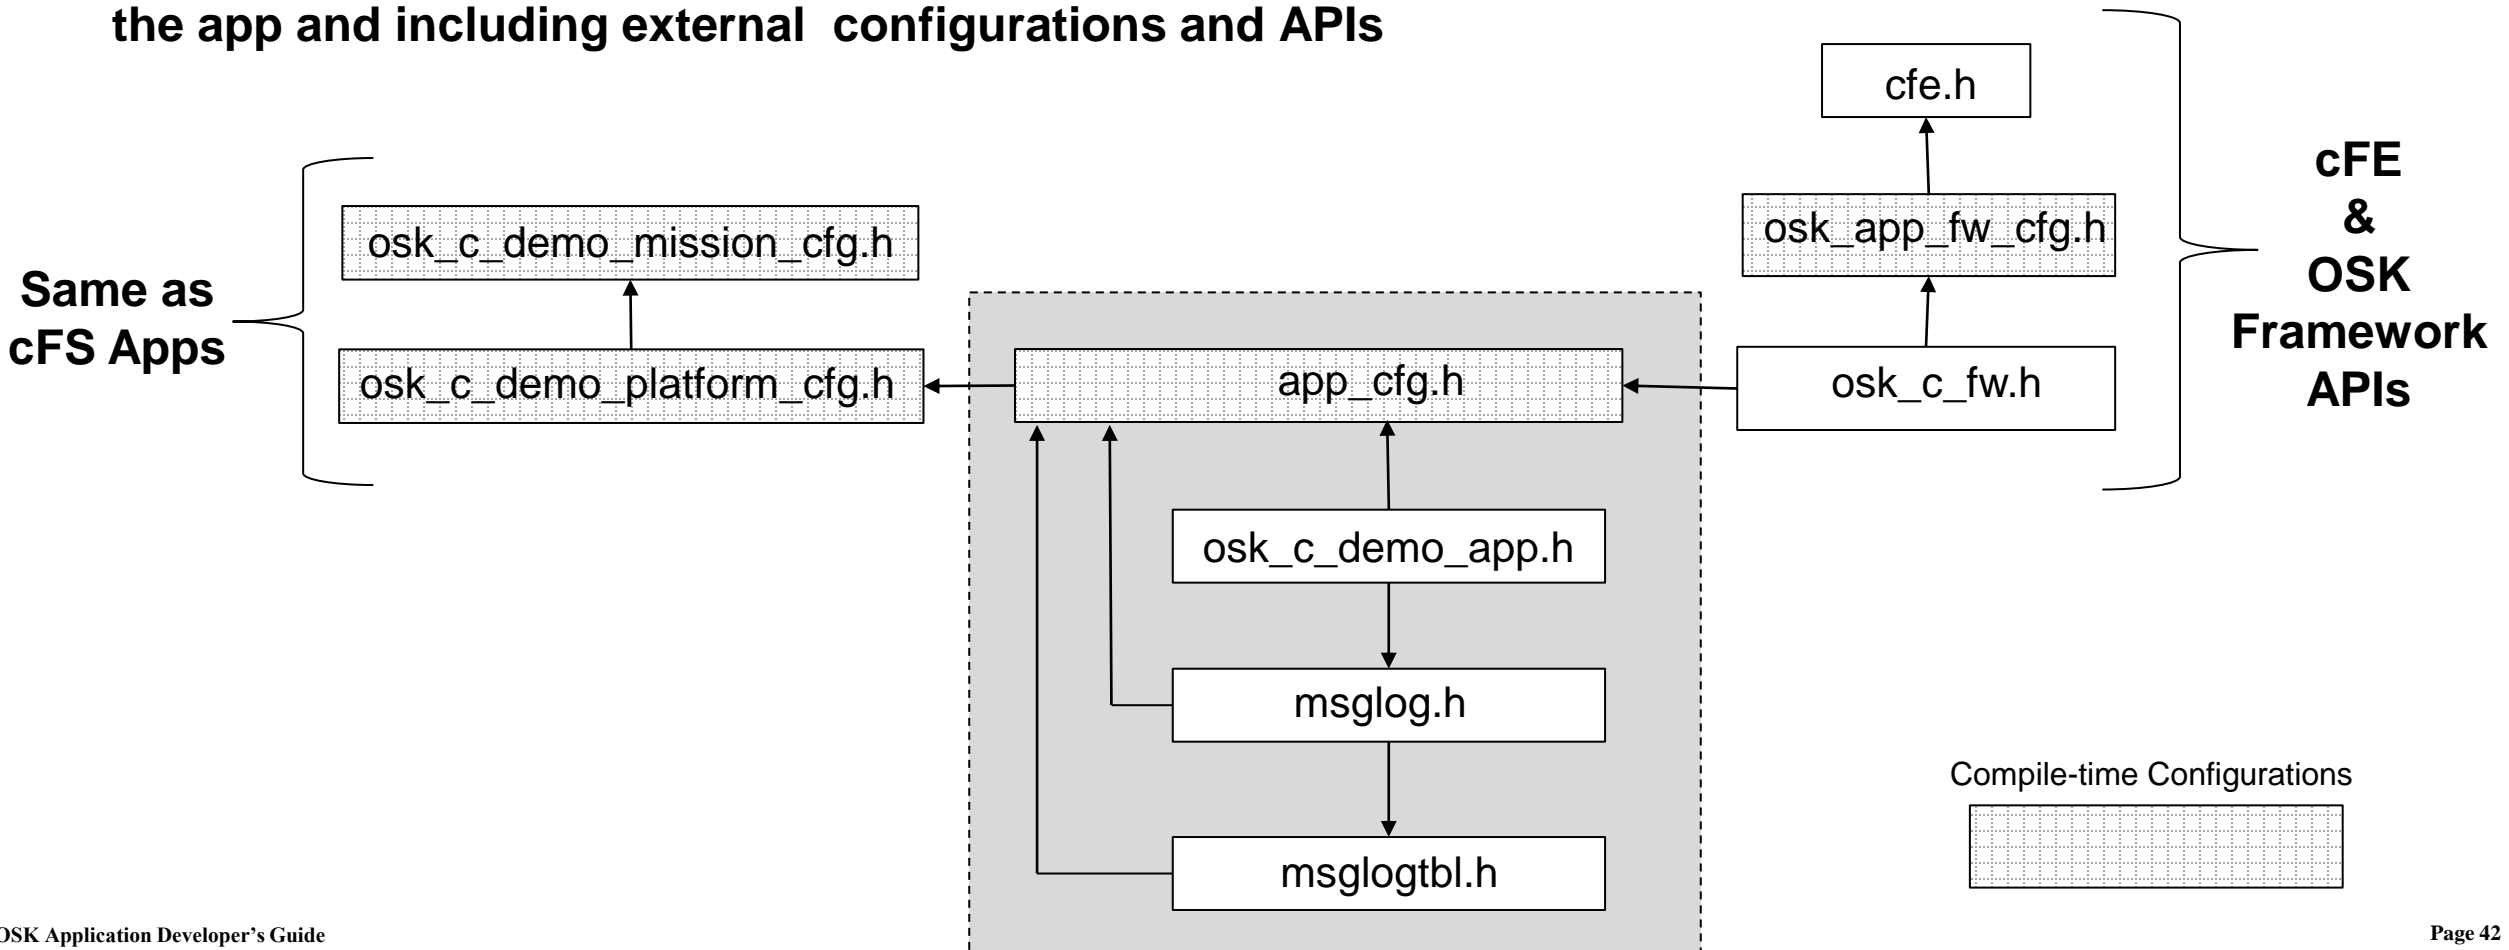 the app and including external  configurations and APIs
cfe.h
osk_app_fw_cfg.h
osk_c_fw.h
cFE
&
OSK
Framework
APIs
Same as
cFS Apps
osk_c_demo_mission_cfg.h
osk_c_demo_platform_cfg.h
app_cfg.h
osk_c_demo_app.h
msglog.h
msglogtbl.h
Compile-time Configurations
OSK Application Developer's Guide
Page 42